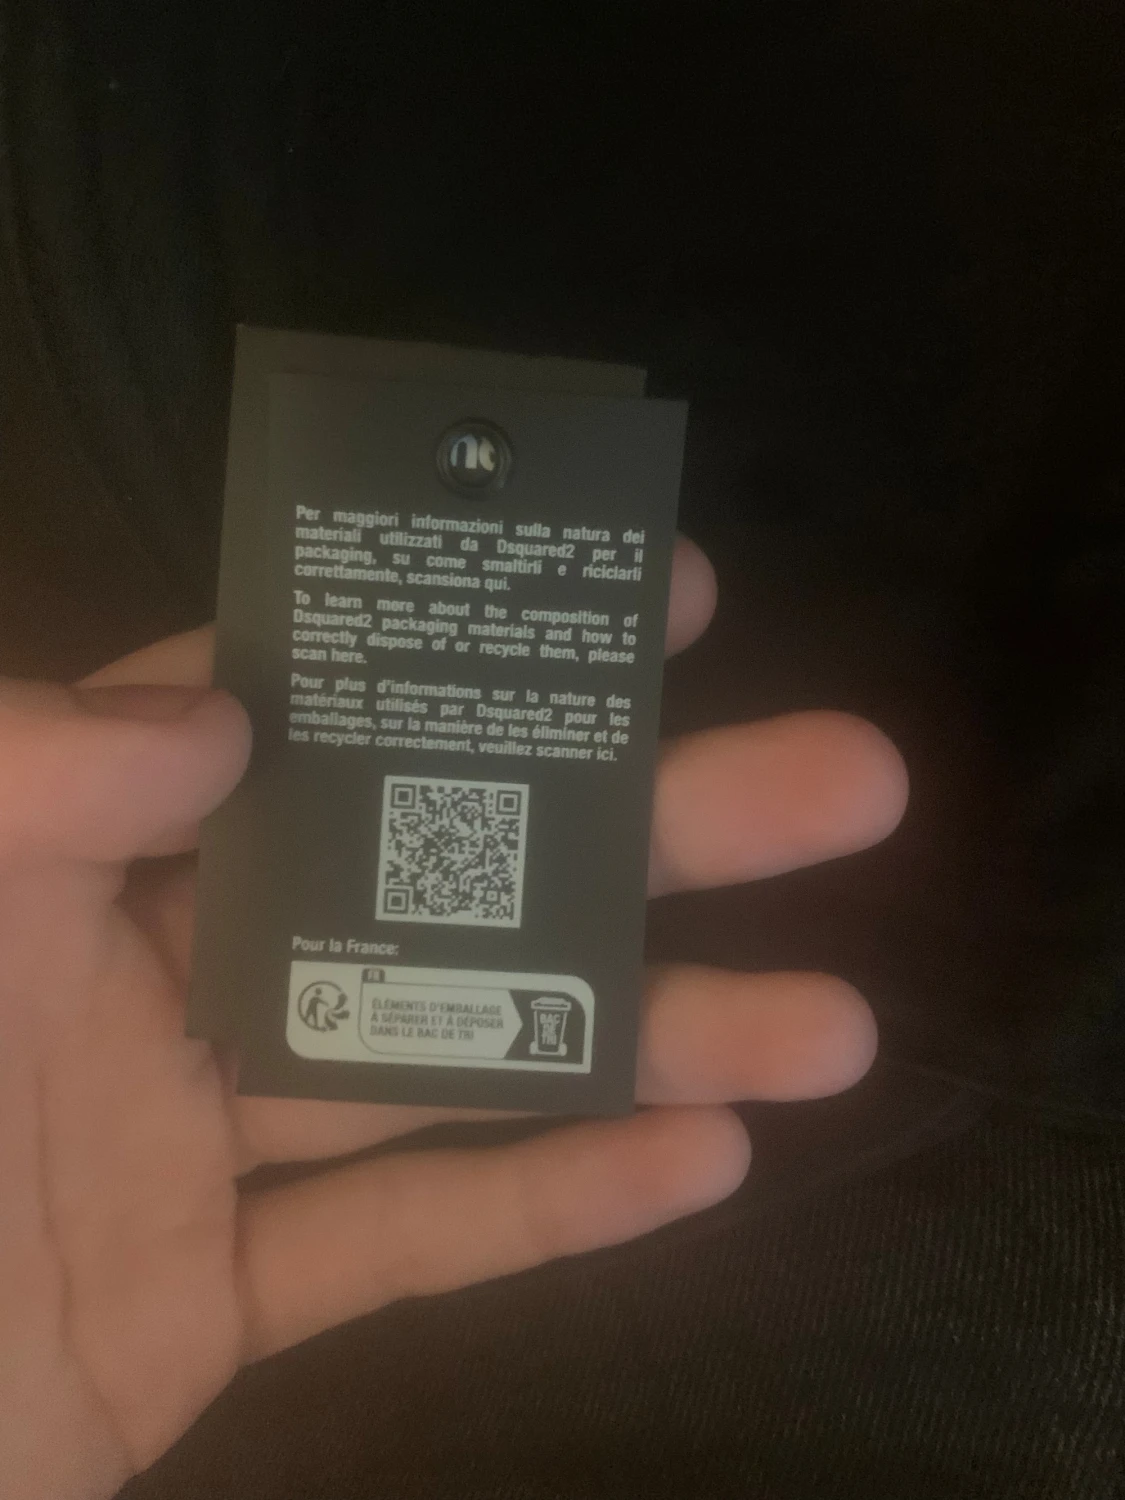 Per maggiori informazioni sulla natura dei
materiali utilizzati da Dsquared2 per il
packaging, su come smaltirli e riciclarli
correttamente, scansiona qui.
To learn more about the composition of
Dsquared2 packaging materials and how to
correctly dispose of or recycle them, please
scan here.
Pour plus d'informations sur la nature des
matériaux utilisés par Dsquared2 pour les
emballages, sur la manière de les éliminer et de
les recycler correctement, veuillez scanner ici.
Pour la France:
FR
ÉLÉMENTS D'EMBALLAGE
À SÉPARER ET À DÉPOSER
DANS LE BAC DE TRI
BAC
DE
TRI